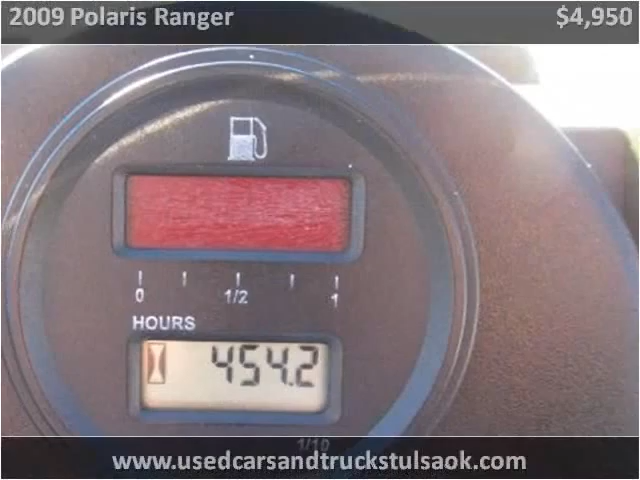 2009 Polaris Ranger $4,950
0 1/2 1
HOURS
454.2
1/10
www.usedcarsandtruckstulsaok.com